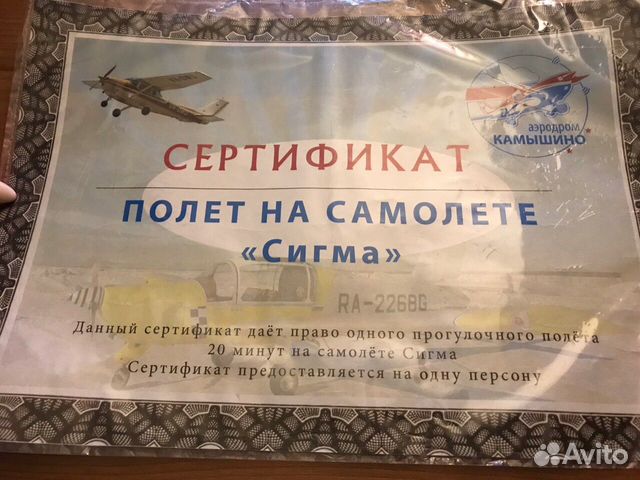 аэродром
КАМЫШИНО
СЕРТИФИКАТ
ПОЛЕТ НА САМОЛЕТЕ
«Сигма»
RA-2268G
Данный сертификат даёт право одного прогулочного полёта
20 минут на самолёте Сигма
Сертификат предоставляется на одну персону
Avito